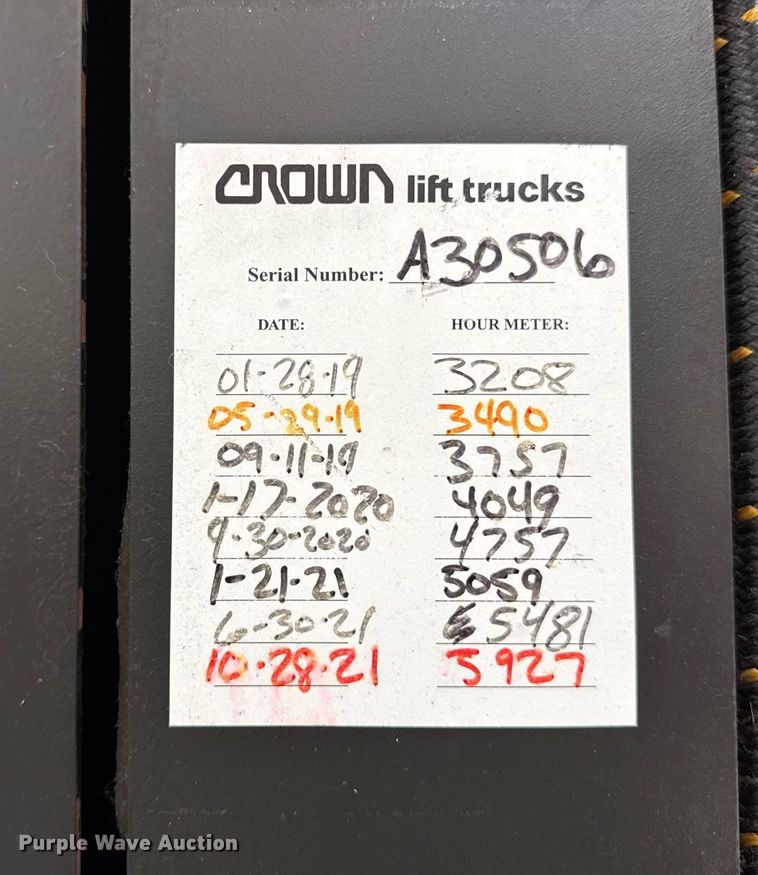 CROWN lift trucks
Serial Number: A30506
DATE: HOUR METER:
01-28-19 3208
05-29-19 3490
09-11-19 3757
1-17-2020 4049
9-30-2020 4757
1-21-21 5059
6-30-21 5481
10-28-21 5927
Purple Wave Auction